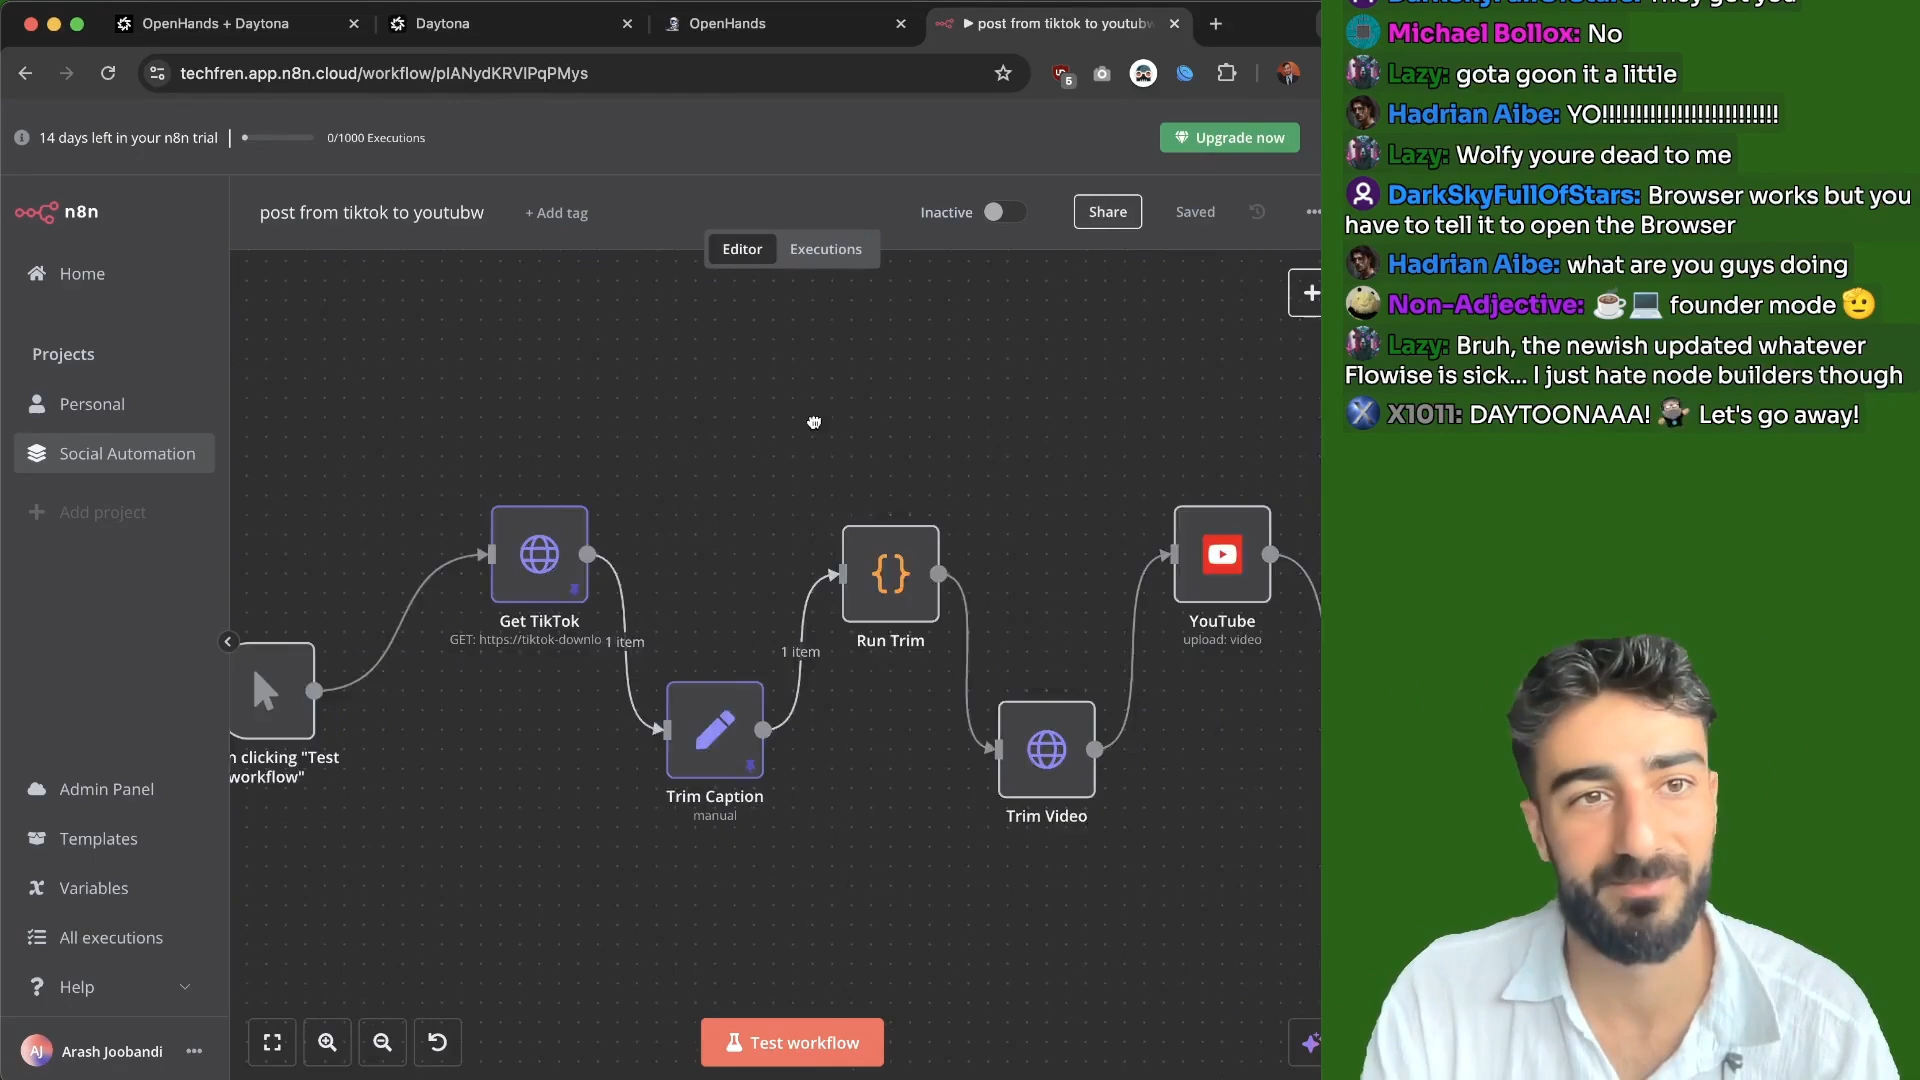 OpenHands + Daytona
Daytona
OpenHands
post from tiktok to youtubw
techfren.app.n8n.cloud/workflow/pIANydKRVIPqPMys
5
14 days left in your n8n trial
0/1000 Executions
Upgrade now
n8n
post from tiktok to youtubw
+ Add tag
Inactive
Share
Saved
Editor
Executions
Home
Projects
Personal
Social Automation
Add project
Get TikTok
GET: https://tiktok-downlo
1 item
Trim Caption
manual
1 item
Run Trim
Trim Video
YouTube
upload: video
clicking "Test
workflow"
Admin Panel
Templates
Variables
All executions
Help
AJ
Arash Joobandi
Test workflow
Michael Bollox: No
Lazy: gota goon it a little
Hadrian Aibe: YO!!!!!!!!!!!!!!!!!!!!!!!!!!
Lazy: Wolfy youre dead to me
DarkSkyFullOfStars: Browser works but you
have to tell it to open the Browser
Hadrian Aibe: what are you guys doing
Non-Adjective: ☕💻 founder mode 🫡
Lazy: Bruh, the newish updated whatever
Flowise is sick... I just hate node builders though
X1011: DAYTOONAAA! Let's go away!